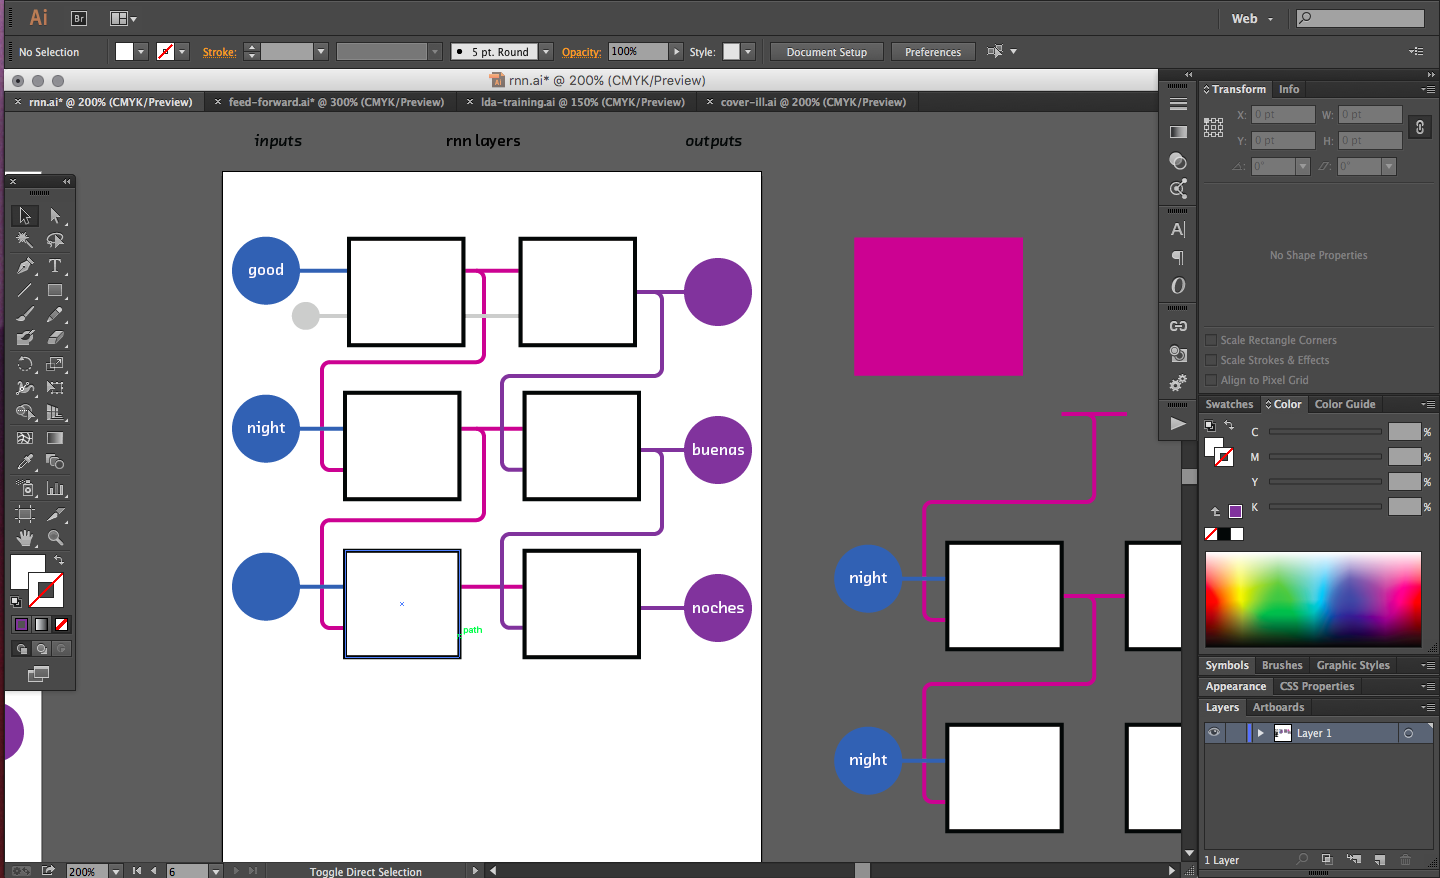 Ai Br Web
No Selection Stroke: 5 pt. Round Opacity: 100% Style: Document Setup Preferences
rnn.ai* @ 200% (CMYK/Preview)
× rnn.ai* @ 200% (CMYK/Preview) × feed-forward.ai* @ 300% (CMYK/Preview) × lda-training.ai @ 150% (CMYK/Preview) × cover-ill.ai @ 200% (CMYK/Preview)
inputs rnn layers outputs
good
night
buenas
path
noches
night
night
Transform Info
X: 0 pt W: 0 pt
Y: 0 pt H: 0 pt
0° 0°
No Shape Properties
Scale Rectangle Corners
Scale Strokes & Effects
Align to Pixel Grid
Swatches Color Color Guide
C %
M %
Y %
K %
Symbols Brushes Graphic Styles
Appearance CSS Properties
Layers Artboards
Layer 1
1 Layer
200% 6 Toggle Direct Selection